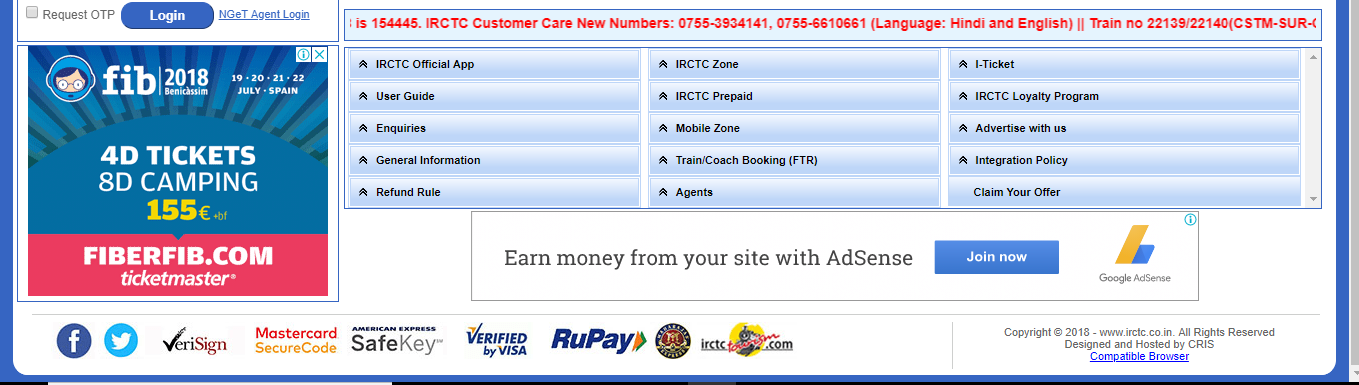 Request OTP Login NGeT Agent Login
is 154445. IRCTC Customer Care New Numbers: 0755-3934141, 0755-6610661 (Language: Hindi and English) || Train no 22139/22140(CSTM-SUR-
fib 2018 Benicàssim
19·20·21·22
JULY·SPAIN
4D TICKETS
8D CAMPING
155€ +bf
FIBERFIB.COM
ticketmaster®
IRCTC Official App IRCTC Zone I-Ticket
User Guide IRCTC Prepaid IRCTC Loyalty Program
Enquiries Mobile Zone Advertise with us
General Information Train/Coach Booking (FTR) Integration Policy
Refund Rule Agents Claim Your Offer
Earn money from your site with AdSense Join now
Google AdSense
VeriSign
Mastercard
SecureCode
AMERICAN EXPRESS
SafeKey
VERIFIED
by VISA
RuPay
irctc tourism.com
Copyright © 2018 - www.irctc.co.in. All Rights Reserved
Designed and Hosted by CRIS
Compatible Browser